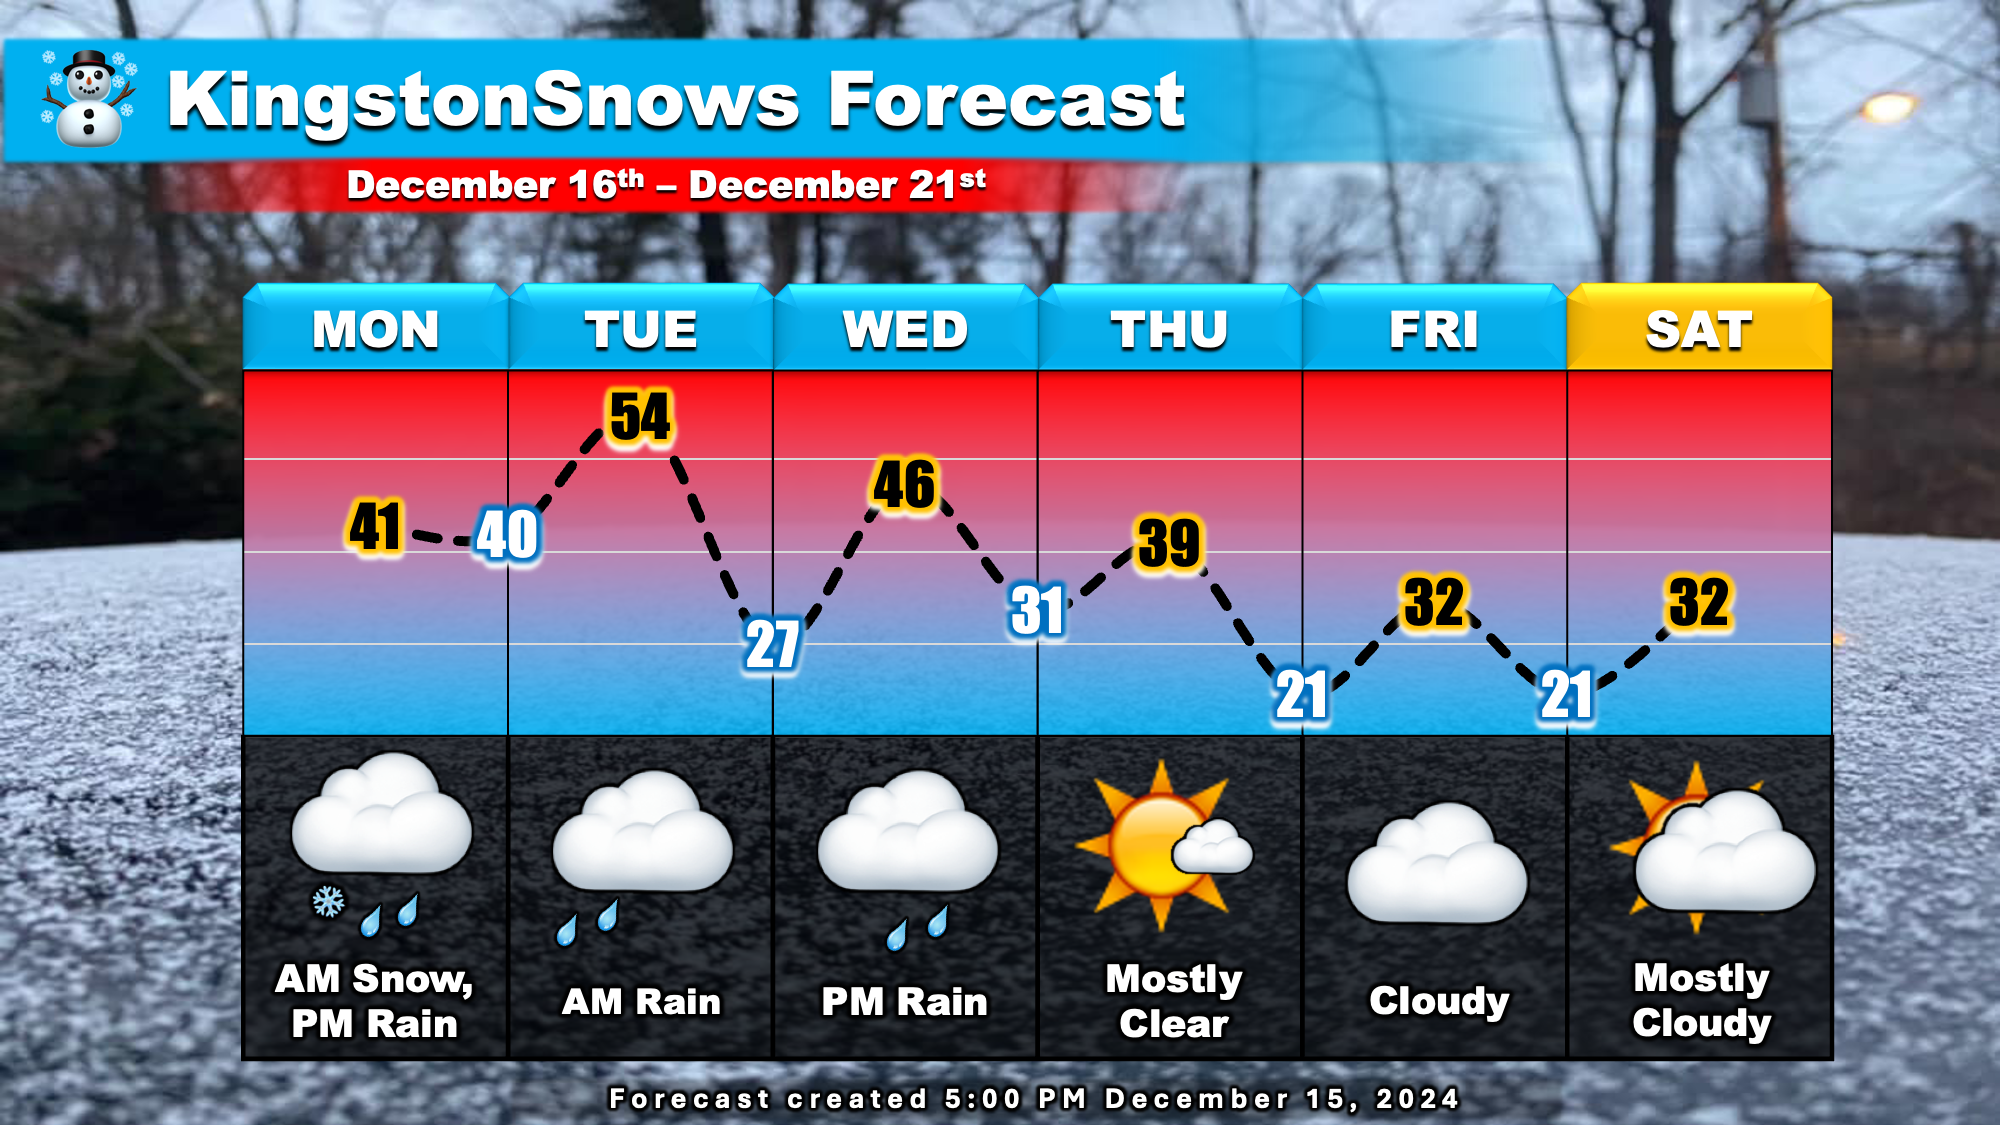 KingstonSnows Forecast
December 16th – December 21st
MON TUE WED THU FRI SAT
54
46
41 40 39
31 32 32
27
21 21
AM Snow, PM Rain
AM Rain
PM Rain
Mostly Clear
Cloudy
Mostly Cloudy
Forecast created 5:00 PM December 15, 2024